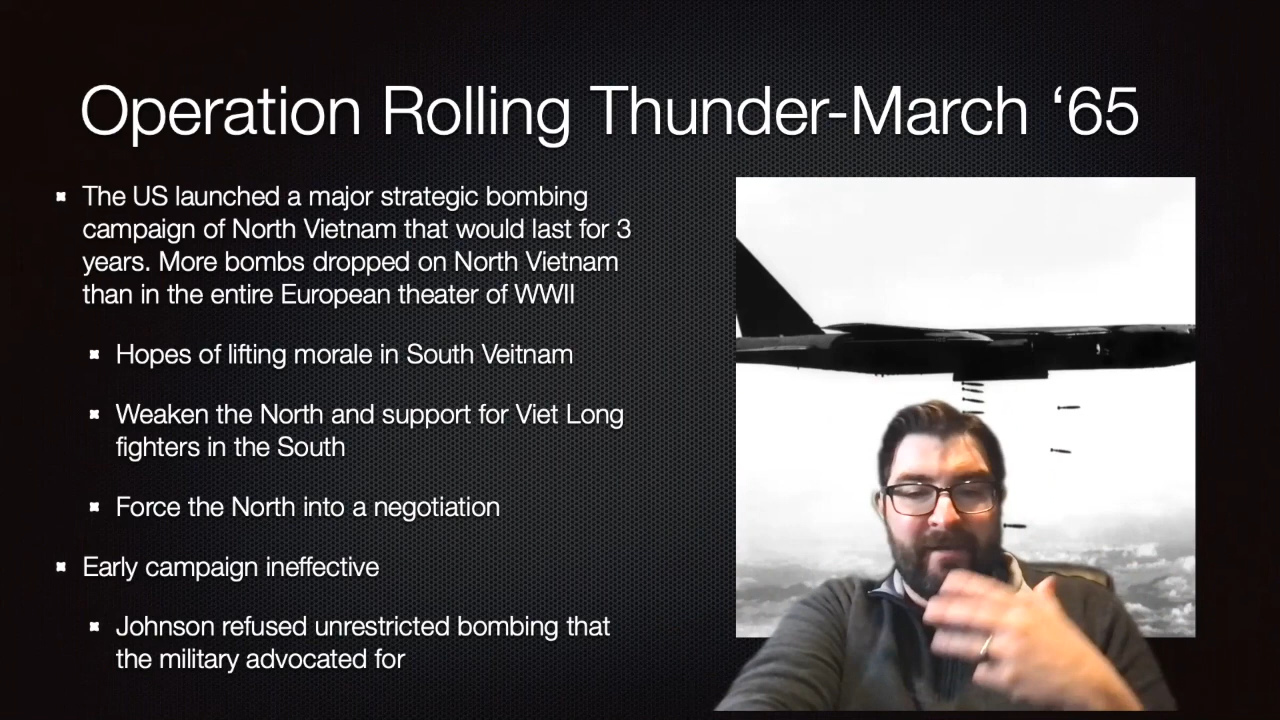 Operation Rolling Thunder-March ‘65
The US launched a major strategic bombing
campaign of North Vietnam that would last for 3
years. More bombs dropped on North Vietnam
than in the entire European theater of WWII
Hopes of lifting morale in South Veitnam
Weaken the North and support for Viet Long
fighters in the South
Force the North into a negotiation
Early campaign ineffective
Johnson refused unrestricted bombing that
the military advocated for